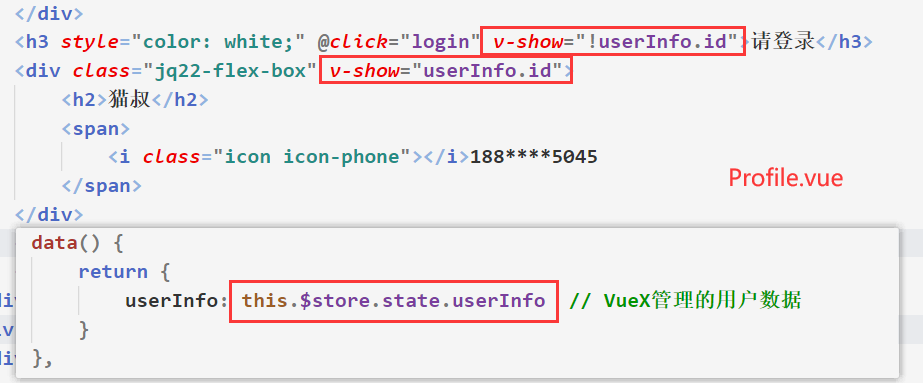 </div>
<h3 style="color: white;" @click="login" v-show="!userInfo.id">请登录</h3>
<div class="jq22-flex-box" v-show="userInfo.id">
<h2>猫叔</h2>
<span>
<i class="icon icon-phone"></i>188****5045
</span>
Profile.vue
</div>
data() {
return {
userInfo: this.$store.state.userInfo // VueX管理的用户数据
}
},